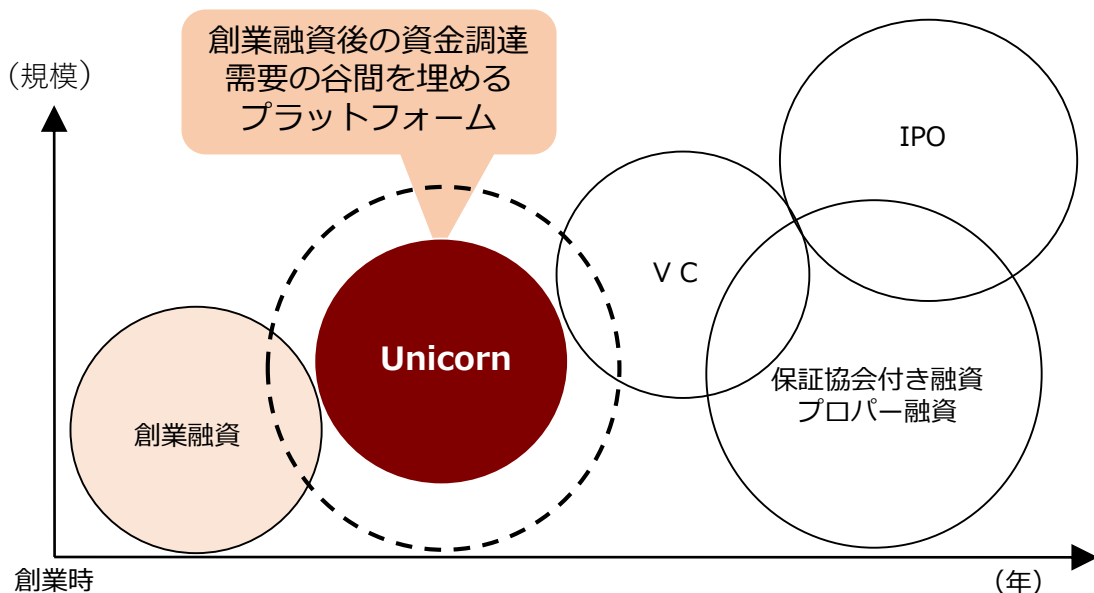 創業融資後の資金調達
需要の谷間を埋める
プラットフォーム
（規模）
IPO
ＶＣ
Unicorn
保証協会付き融資
プロパー融資
創業融資
創業時
（年）